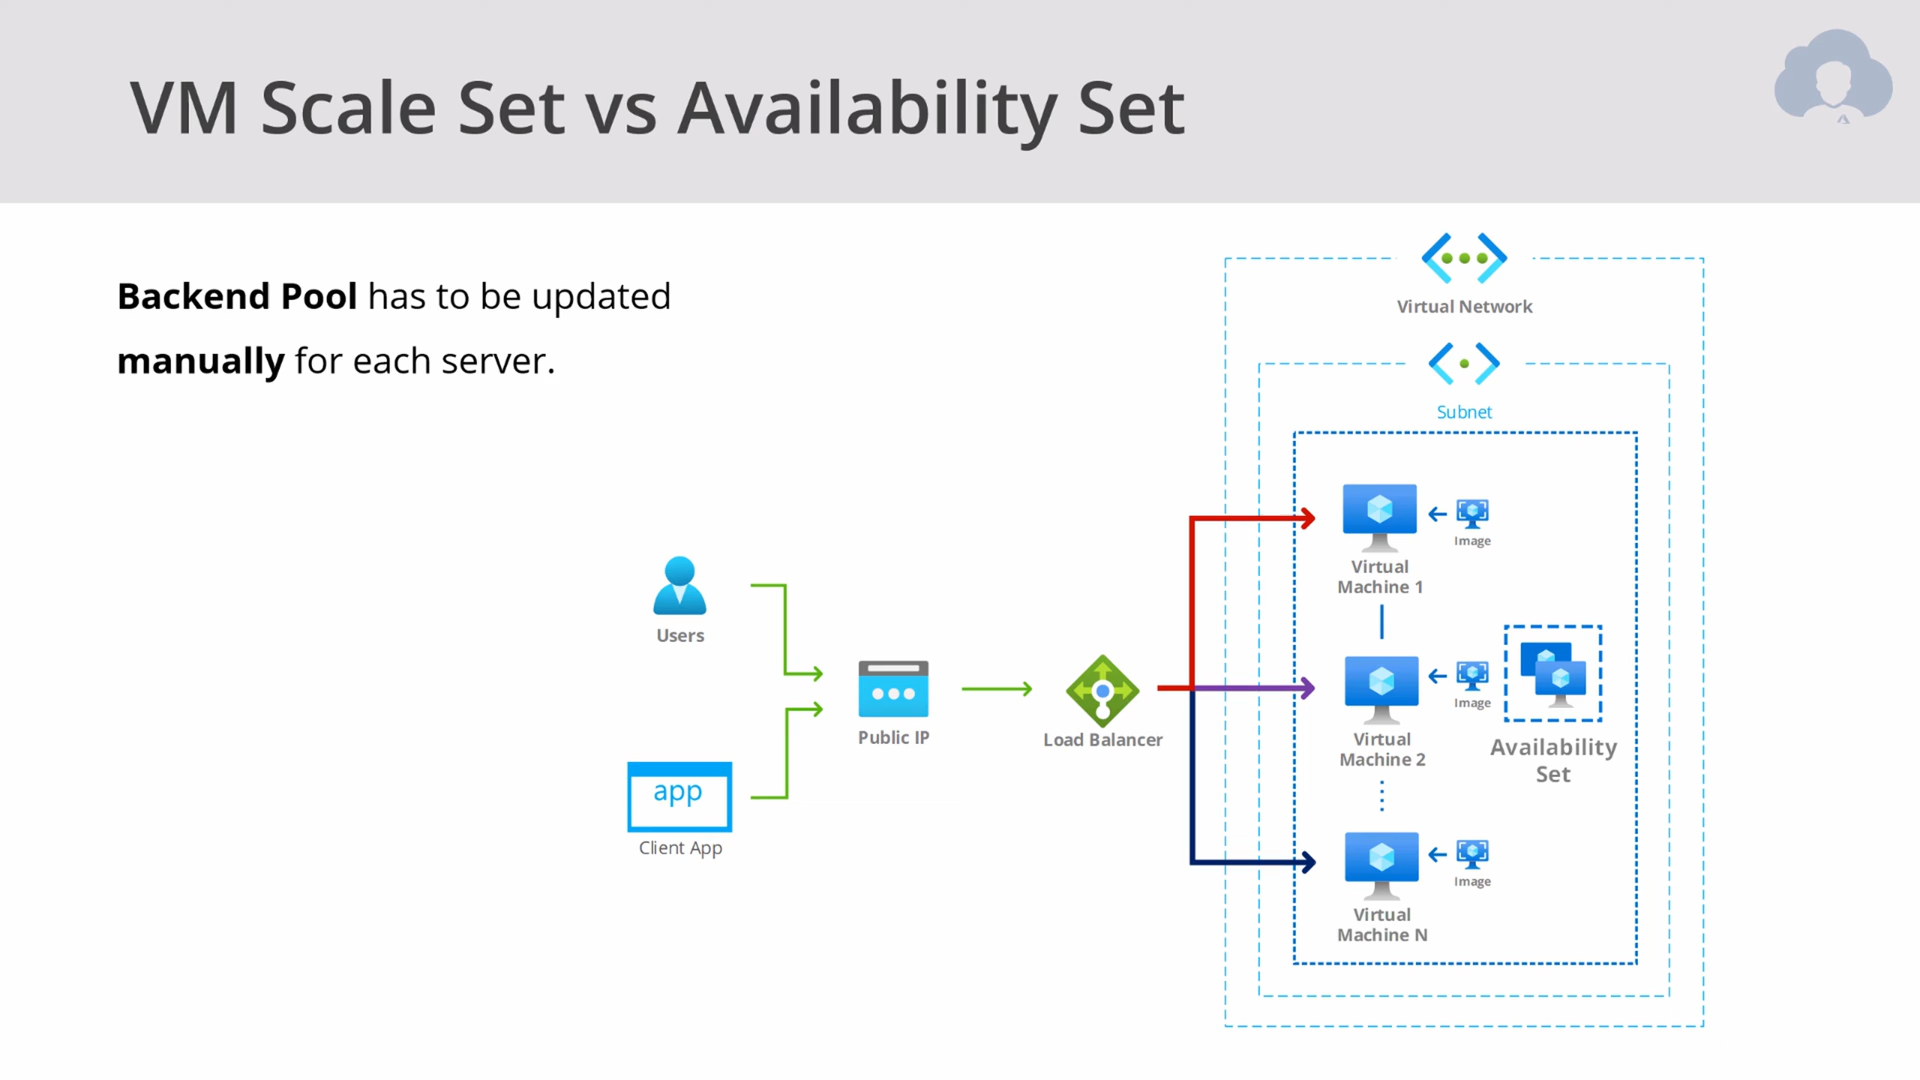 VM Scale Set vs Availability Set
Backend Pool has to be updated
manually for each server.
Virtual Network
Subnet
Image
Virtual
Machine 1
Users
Image
Public IP
Load Balancer
Virtual
Machine 2
Availability
Set
app
Client App
Image
Virtual
Machine N